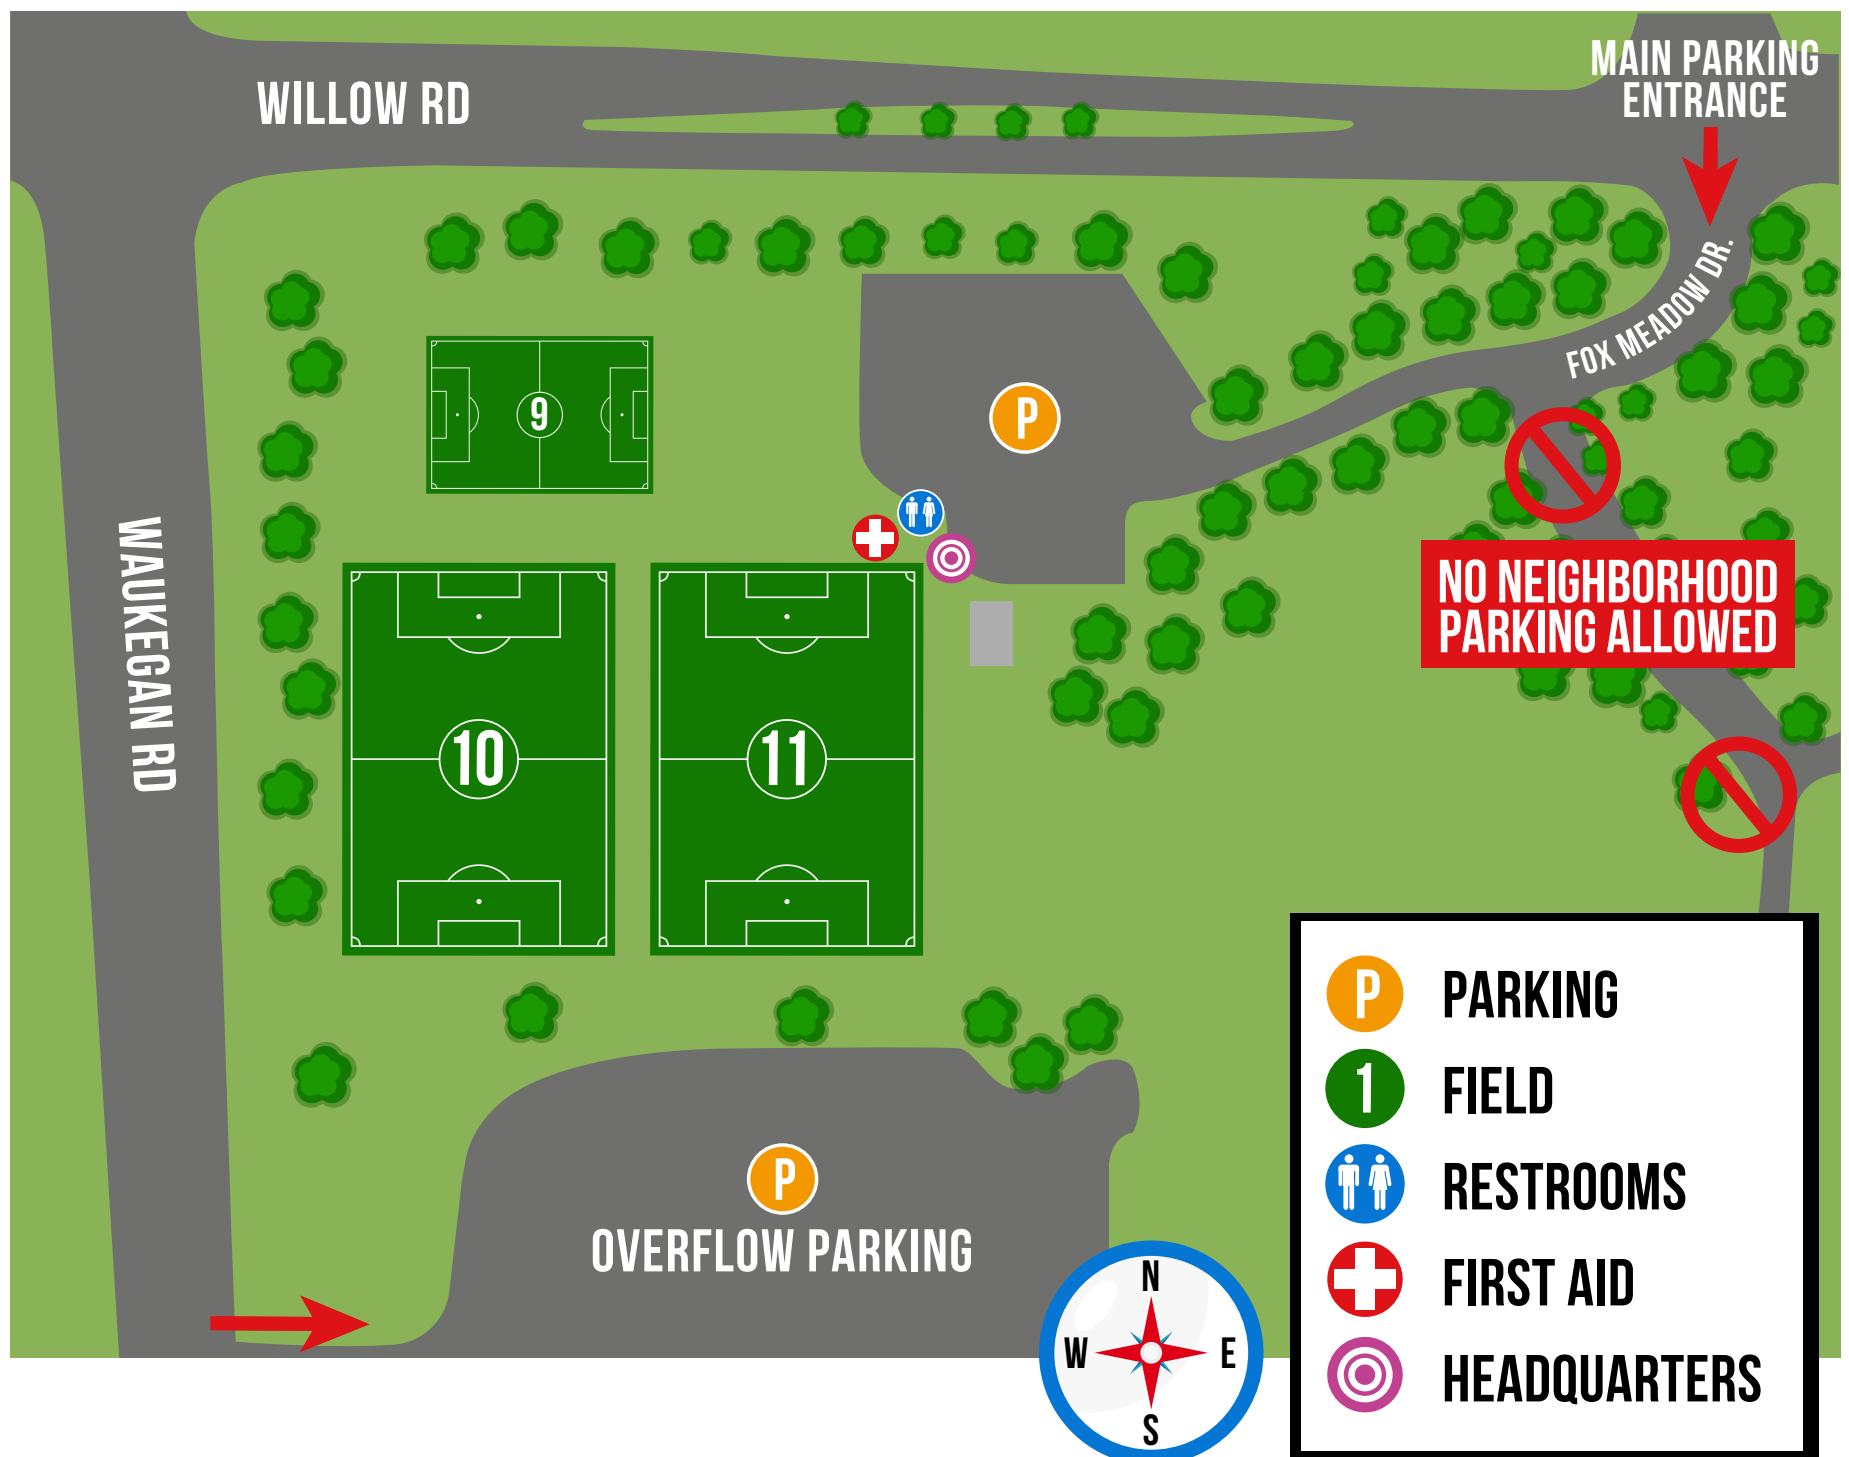 WILLOW RD
MAIN PARKING
ENTRANCE
FOX MEADOW DR.
P
9
WAUKEGAN RD
NO NEIGHBORHOOD
PARKING ALLOWED
10
11
P
OVERFLOW PARKING
N
W
E
S
P PARKING
1 FIELD
RESTROOMS
FIRST AID
HEADQUARTERS